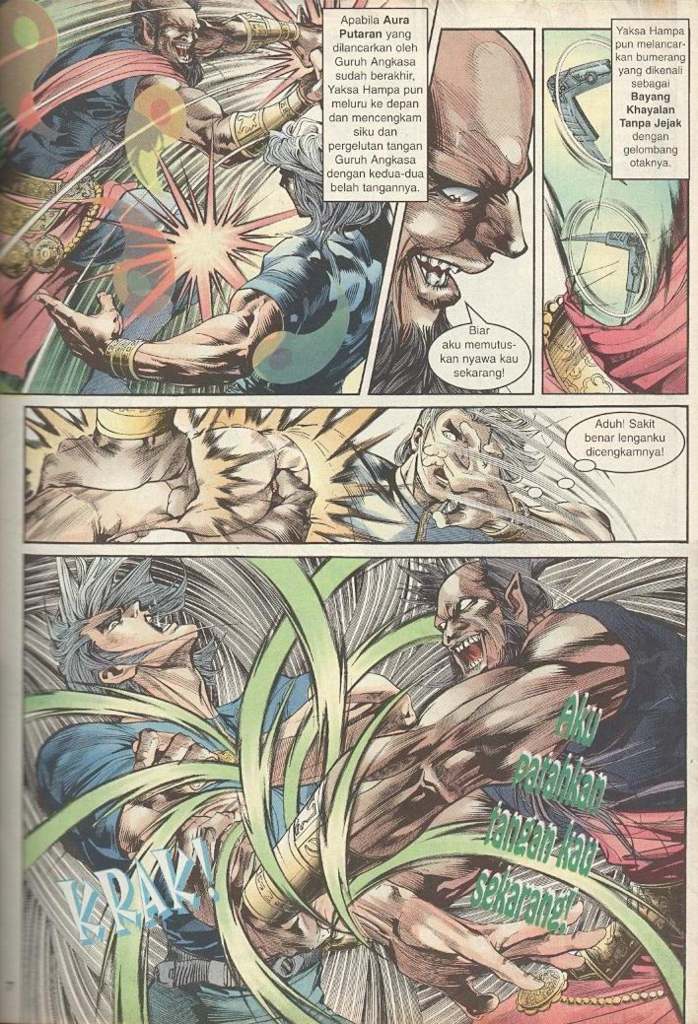 Apabila Aura
Putaran yang
dilancarkan oleh
Guruh Angkasa
sudah berakhir,
Yaksa Hampa pun
meluru ke depan
dan mencengkam
siku dan
pergelutan tangan
Guruh Angkasa
dengan kedua-dua
belah tangannya.
Biar
aku memutus-
kan nyawa kau
sekarang!
Yaksa Hampa
pun melancar-
kan bumerang
yang dikenali
sebagai
Bayang
Khayalan
Tanpa Jejak
dengan
gelombang
otaknya.
Aduh! Sakit
benar lenganku
dicengkamnya!
Aku
patahkan
tangan kau
sekarang!
KRAK!